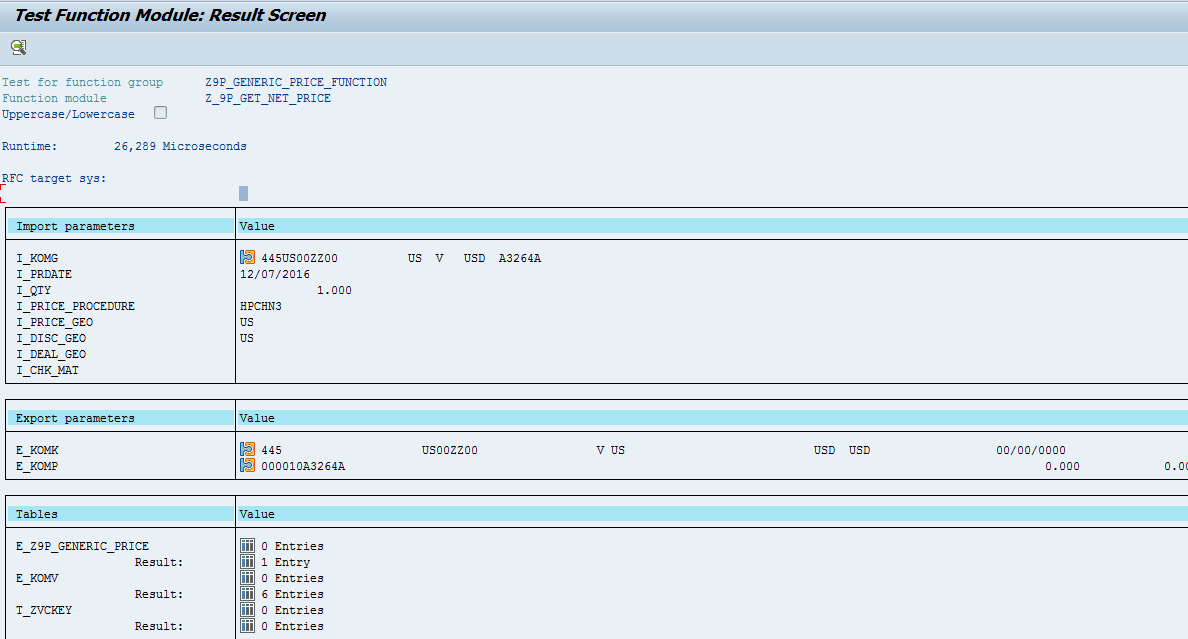 Test Function Module: Result Screen
Test for function group Z9P_GENERIC_PRICE_FUNCTION
Function module Z_9P_GET_NET_PRICE
Uppercase/Lowercase
Runtime: 26,289 Microseconds
RFC target sys:
Import parameters Value
I_KOMG 445US00ZZ00 US V USD A3264A
I_PRDATE 12/07/2016
I_QTY 1.000
I_PRICE_PROCEDURE HPCHN3
I_PRICE_GEO US
I_DISC_GEO US
I_DEAL_GEO
I_CHK_MAT
Export parameters Value
E_KOMK 445 US00ZZ00 V US USD USD 00/00/0000
E_KOMP 000010A3264A 0.000 0.00
Tables Value
E_Z9P_GENERIC_PRICE 0 Entries
Result: 1 Entry
E_KOMV 0 Entries
Result: 6 Entries
T_ZVCKEY 0 Entries
Result: 0 Entries